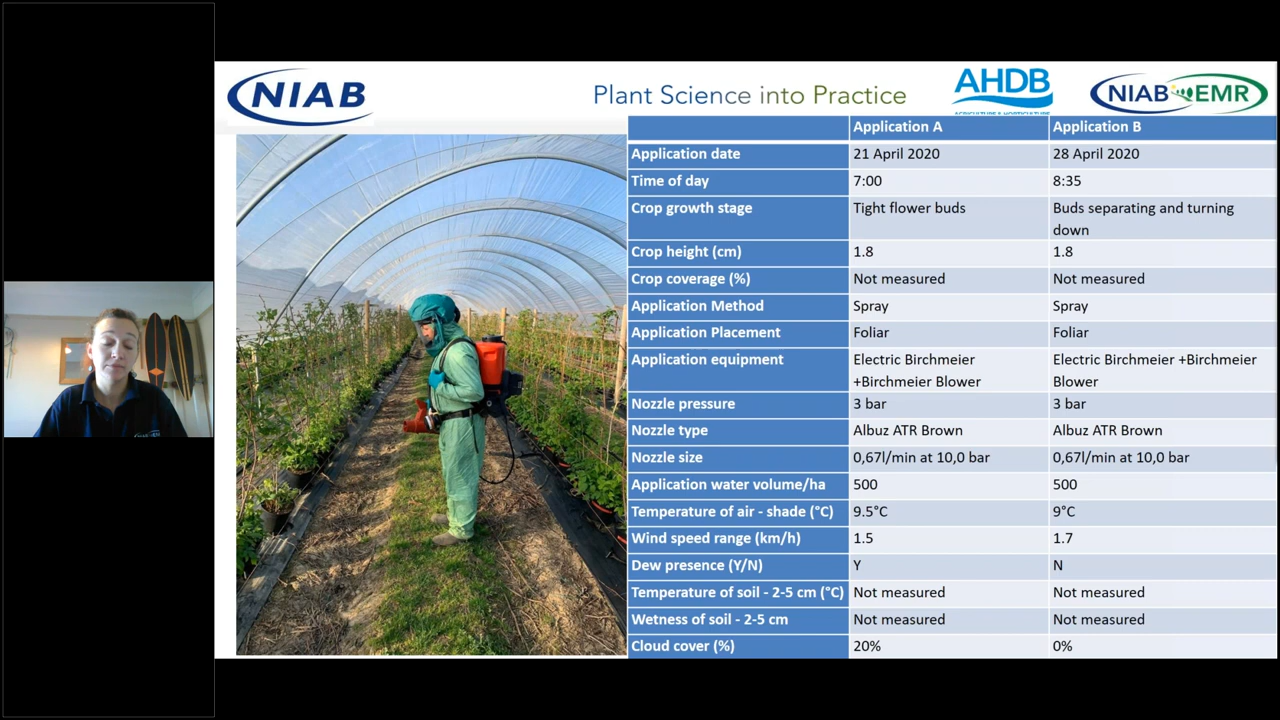 NIAB
Plant Science into Practice
AHDB
AGRICULTURE & HORTICULTURE
NIAB EMR
Application A Application B
Application date 21 April 2020 28 April 2020
Time of day 7:00 8:35
Crop growth stage Tight flower buds Buds separating and turning
down
Crop height (cm) 1.8 1.8
Crop coverage (%) Not measured Not measured
Application Method Spray Spray
Application Placement Foliar Foliar
Application equipment Electric Birchmeier Electric Birchmeier +Birchmeier
+Birchmeier Blower Blower
Nozzle pressure 3 bar 3 bar
Nozzle type Albuz ATR Brown Albuz ATR Brown
Nozzle size 0,67l/min at 10,0 bar 0,67l/min at 10,0 bar
Application water volume/ha 500 500
Temperature of air - shade (°C) 9.5°C 9°C
Wind speed range (km/h) 1.5 1.7
Dew presence (Y/N) Y N
Temperature of soil - 2-5 cm (°C) Not measured Not measured
Wetness of soil - 2-5 cm Not measured Not measured
Cloud cover (%) 20% 0%